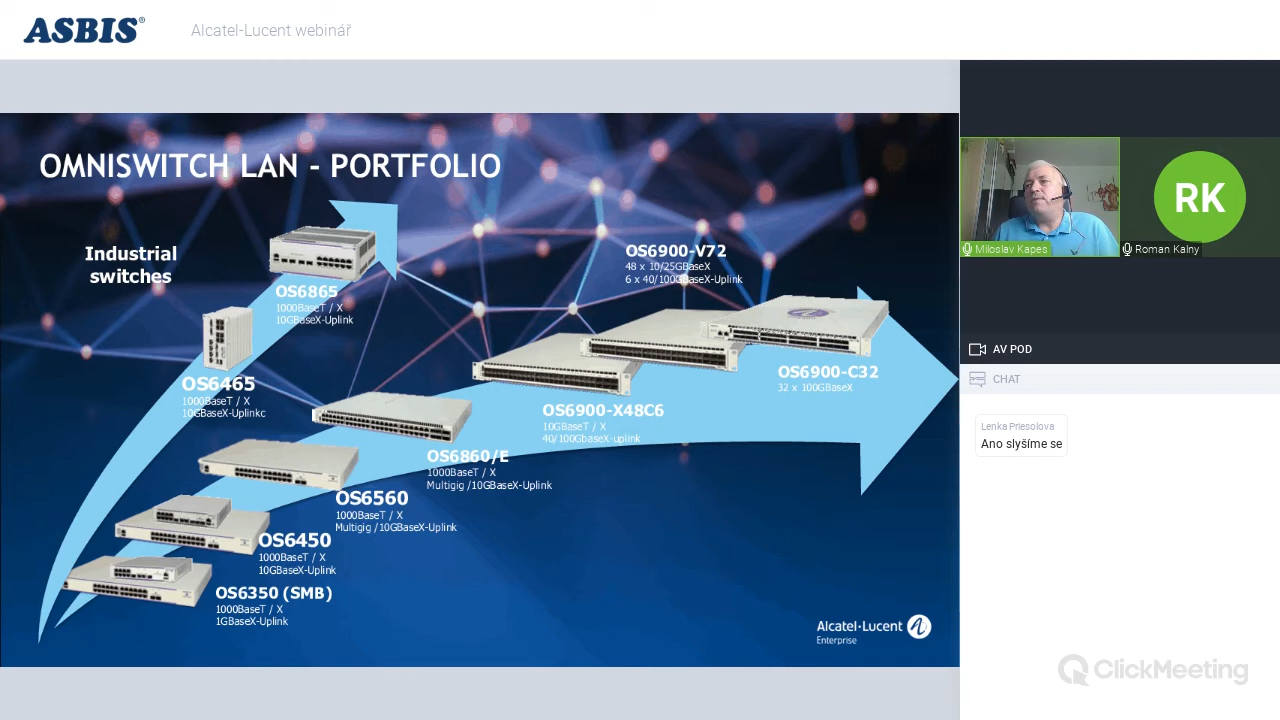 ASBIS®
Alcatel-Lucent webinář
OMNISWITCH LAN - PORTFOLIO
Industrial
switches
OS6865
1000BaseT / X
10GBaseX-Uplink
OS6465
1000BaseT / X
10GBaseX-Uplinkc
OS6900-V72
48 x 10/25GBaseX
6 x 40/100GBaseX-Uplink
OS6900-C32
32 x 100GBaseX
OS6900-X48C6
10GBaseT / X
40/100Gbasex-uplink
OS6860/E
1000BaseT / X
Multigig /10GBaseX-Uplink
OS6560
1000BaseT / X
Multigig /10GBaseX-Uplink
OS6450
1000BaseT / X
10GBaseX-Uplink
OS6350 (SMB)
1000BaseT / X
1GBaseX-Uplink
Alcatel·Lucent
Enterprise
RK
Miloslav Kapes
Roman Kalny
AV POD
CHAT
Lenka Priesolova
Ano slyšíme se
ClickMeeting